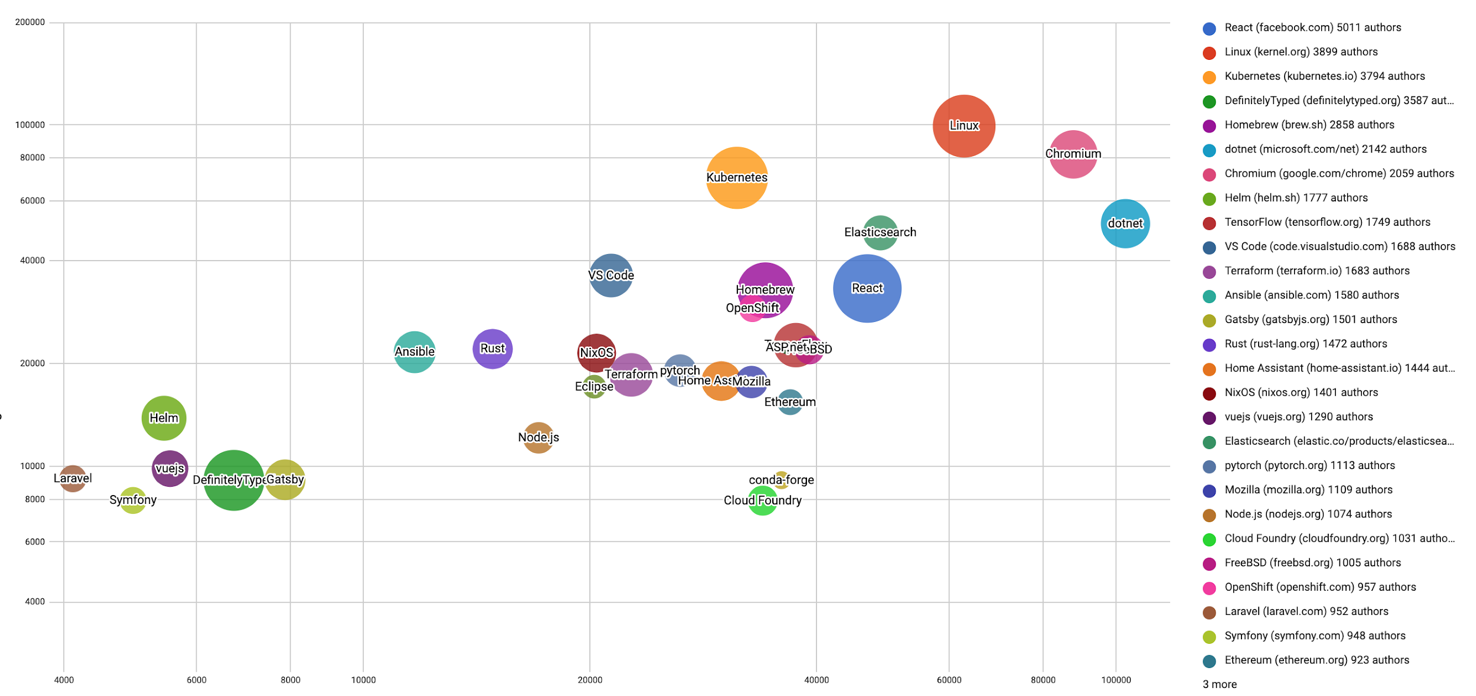 200000
100000
80000
60000
40000
20000
10000
8000
6000
4000
4000
6000
8000
10000
20000
40000
60000
80000
100000
Linux
Chromium
Kubernetes
dotnet
Elasticsearch
VS Code
Homebrew
React
OpenShift
Ansible
Rust
NixOS
ASP.net
BSD
Terraform
pytorch
Home Ass
Mozilla
Eclipse
Ethereum
Helm
Node.js
vuejs
Laravel
DefinitelyType
Gatsby
conda-forge
Symfony
Cloud Foundry
React (facebook.com) 5011 authors
Linux (kernel.org) 3899 authors
Kubernetes (kubernetes.io) 3794 authors
DefinitelyTyped (definitelytyped.org) 3587 aut...
Homebrew (brew.sh) 2858 authors
dotnet (microsoft.com/net) 2142 authors
Chromium (google.com/chrome) 2059 authors
Helm (helm.sh) 1777 authors
TensorFlow (tensorflow.org) 1749 authors
VS Code (code.visualstudio.com) 1688 authors
Terraform (terraform.io) 1683 authors
Ansible (ansible.com) 1580 authors
Gatsby (gatsbyjs.org) 1501 authors
Rust (rust-lang.org) 1472 authors
Home Assistant (home-assistant.io) 1444 aut...
NixOS (nixos.org) 1401 authors
vuejs (vuejs.org) 1290 authors
Elasticsearch (elastic.co/products/elasticsea...
pytorch (pytorch.org) 1113 authors
Mozilla (mozilla.org) 1109 authors
Node.js (nodejs.org) 1074 authors
Cloud Foundry (cloudfoundry.org) 1031 autho...
FreeBSD (freebsd.org) 1005 authors
OpenShift (openshift.com) 957 authors
Laravel (laravel.com) 952 authors
Symfony (symfony.com) 948 authors
Ethereum (ethereum.org) 923 authors
3 more